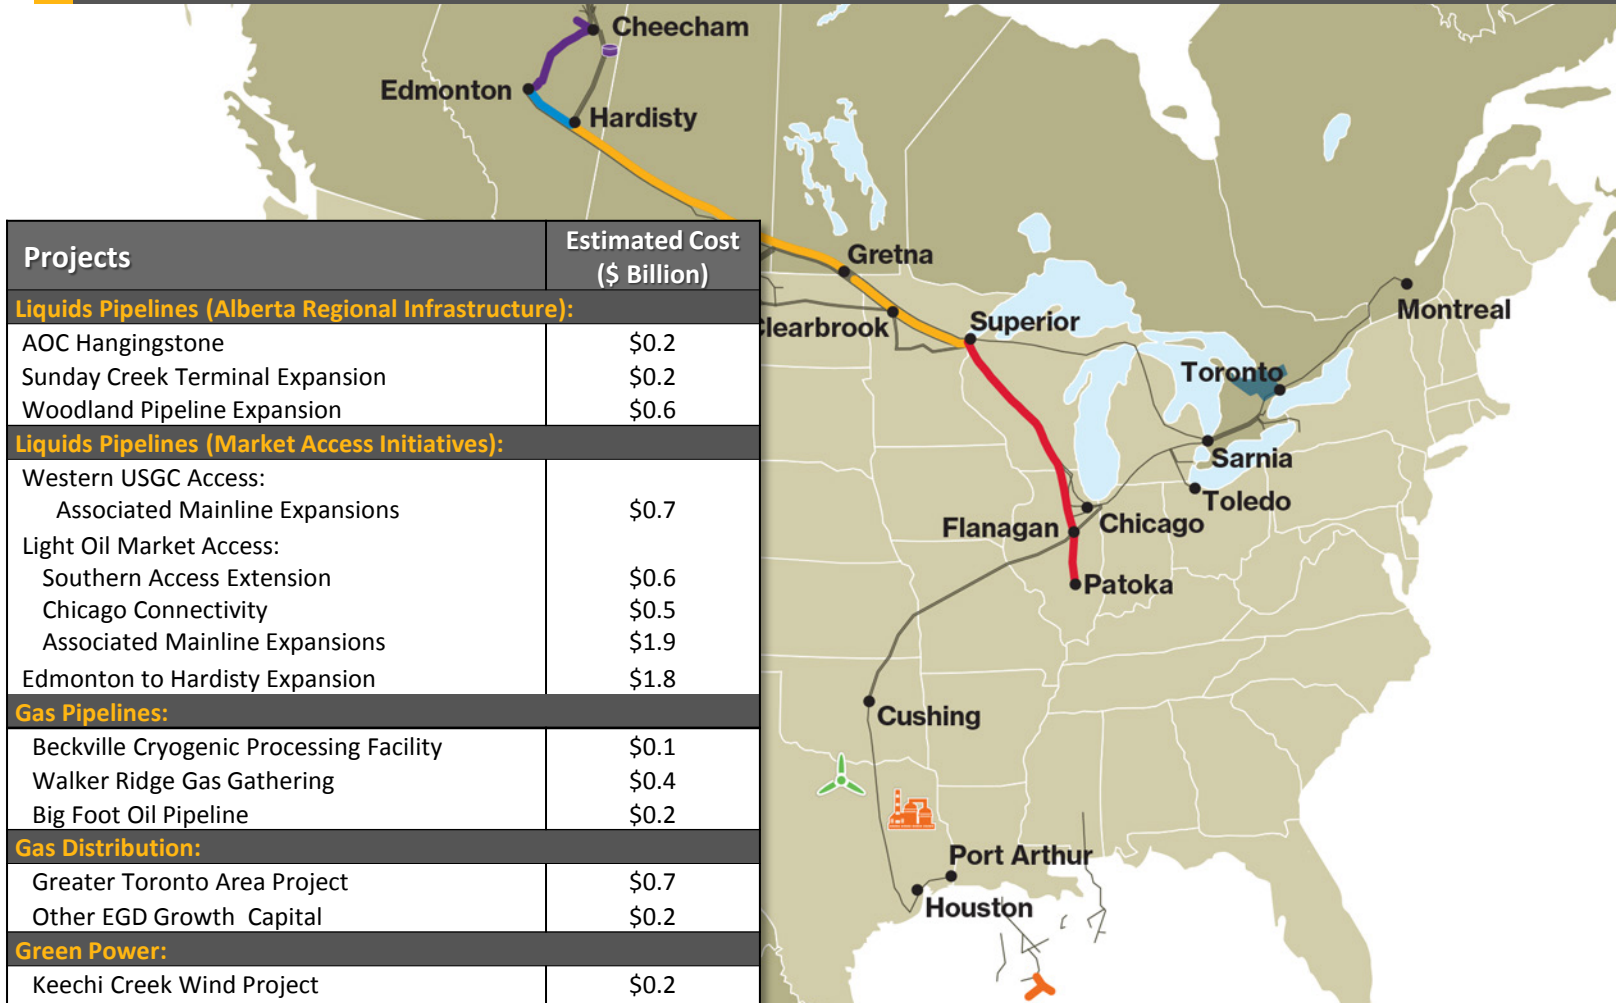 Cheecham
Edmonton
Hardisty
Projects
Estimated Cost
($ Billion)
Liquids Pipelines (Alberta Regional Infrastructure):
AOC Hangingstone $0.2
Sunday Creek Terminal Expansion $0.2
Woodland Pipeline Expansion $0.6
Liquids Pipelines (Market Access Initiatives):
Western USGC Access:
Associated Mainline Expansions $0.7
Light Oil Market Access:
Southern Access Extension $0.6
Chicago Connectivity $0.5
Associated Mainline Expansions $1.9
Edmonton to Hardisty Expansion $1.8
Gas Pipelines:
Beckville Cryogenic Processing Facility $0.1
Walker Ridge Gas Gathering $0.4
Big Foot Oil Pipeline $0.2
Gas Distribution:
Greater Toronto Area Project $0.7
Other EGD Growth Capital $0.2
Green Power:
Keechi Creek Wind Project $0.2
Gretna
Clearbrook
Superior
Montreal
Toronto
Sarnia
Toledo
Flanagan
Chicago
Patoka
Cushing
Port Arthur
Houston